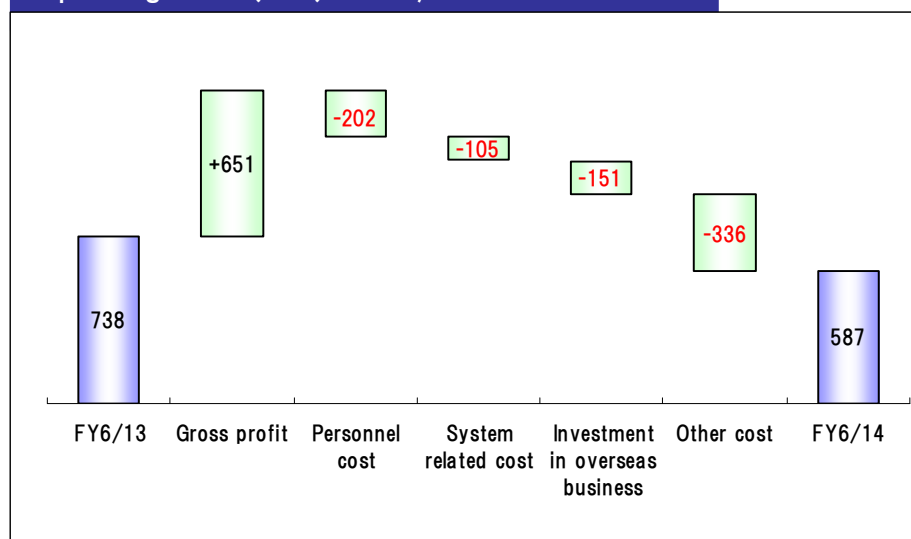 738
+651
-202
-105
-151
-336
587
FY6/13
Gross profit
Personnel
cost
System
related cost
Investment
in overseas
business
Other cost
FY6/14